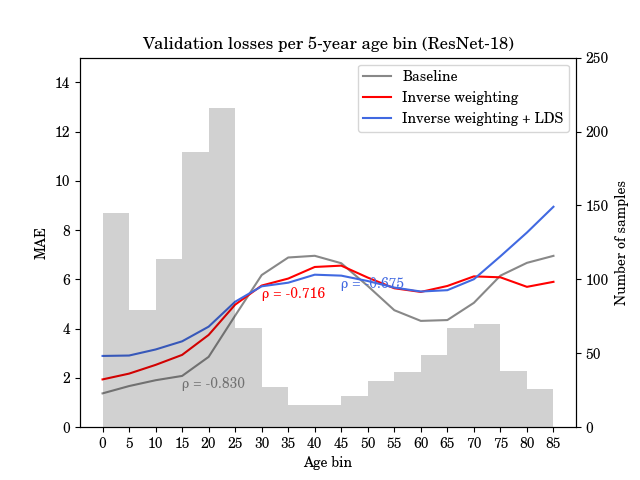 Validation losses per 5-year age bin (ResNet-18)
Baseline
Inverse weighting
Inverse weighting + LDS
MAE
14
12
10
8
6
4
2
0
250
200
150
100
50
0
Number of samples
ρ = -0.675
ρ = -0.716
ρ = -0.830
0 5 10 15 20 25 30 35 40 45 50 55 60 65 70 75 80 85
Age bin